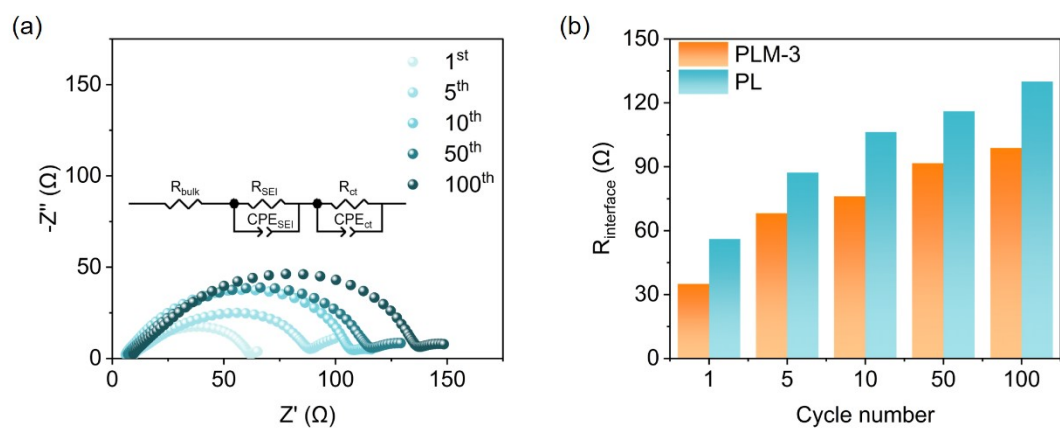 (a)
150
100
50
0
-Z" (Ω)
1st
5th
10th
50th
100th
Rbulk
RSEI
Rct
CPESEI
CPEct
0 50 100 150
Z' (Ω)
(b)
150
120
90
60
30
0
Rinterface (Ω)
PLM-3
PL
1 5 10 50 100
Cycle number